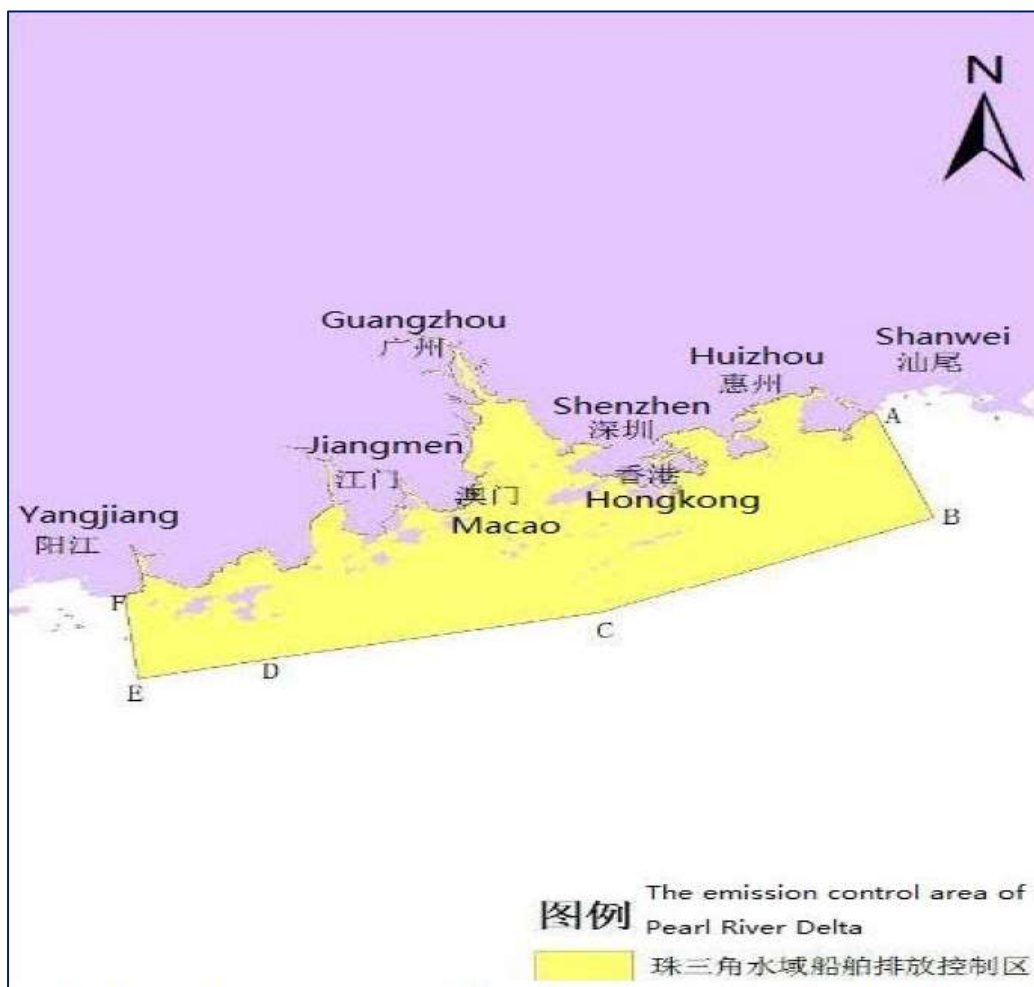 N
Guangzhou
广州
Shanwei
汕尾
Huizhou
惠州
Shenzhen
深圳
A
Jiangmen
江门
香港
Hongkong
澳门
Macao
B
Yangjiang
阳江
F
C
D
E
图例
The emission control area of
Pearl River Delta
珠三角水域船舶排放控制区